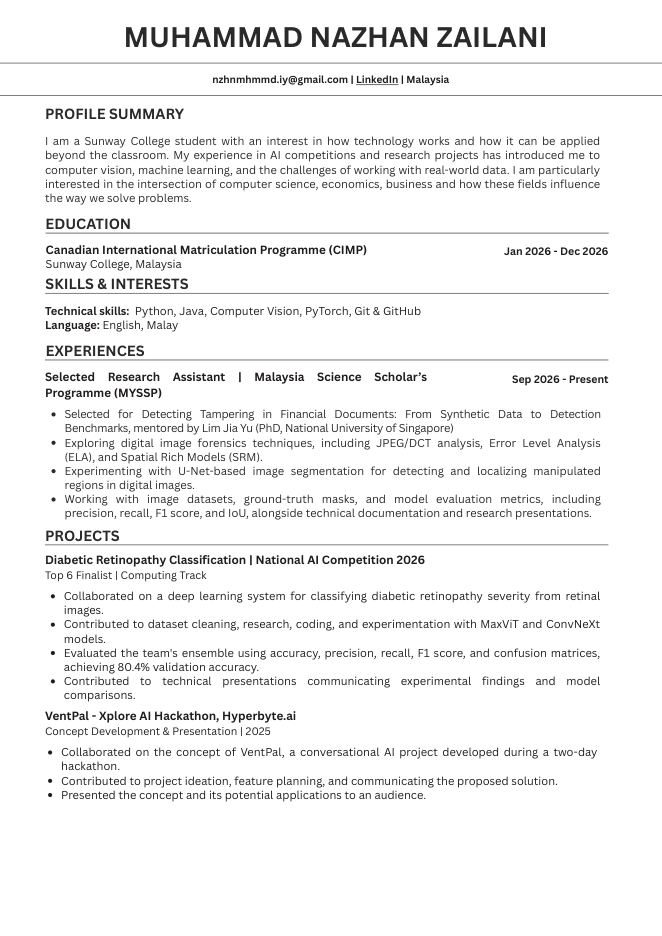 MUHAMMAD NAZHAN ZAILANI
nzhnmhmmd.iy@gmail.com | LinkedIn | Malaysia
PROFILE SUMMARY
I am a Sunway College student with an interest in how technology works and how it can be applied
beyond the classroom. My experience in AI competitions and research projects has introduced me to
computer vision, machine learning, and the challenges of working with real-world data. I am particularly
interested in the intersection of computer science, economics, business and how these fields influence
the way we solve problems.
EDUCATION
Canadian International Matriculation Programme (CIMP) Jan 2026 - Dec 2026
Sunway College, Malaysia
SKILLS & INTERESTS
Technical skills: Python, Java, Computer Vision, PyTorch, Git & GitHub
Language: English, Malay
EXPERIENCES
Selected Research Assistant | Malaysia Science Scholar’s Sep 2026 - Present
Programme (MYSSP)
• Selected for Detecting Tampering in Financial Documents: From Synthetic Data to Detection
Benchmarks, mentored by Lim Jia Yu (PhD, National University of Singapore)
• Exploring digital image forensics techniques, including JPEG/DCT analysis, Error Level Analysis
(ELA), and Spatial Rich Models (SRM).
• Experimenting with U-Net-based image segmentation for detecting and localizing manipulated
regions in digital images.
• Working with image datasets, ground-truth masks, and model evaluation metrics, including
precision, recall, F1 score, and IoU, alongside technical documentation and research presentations.
PROJECTS
Diabetic Retinopathy Classification | National AI Competition 2026
Top 6 Finalist | Computing Track
• Collaborated on a deep learning system for classifying diabetic retinopathy severity from retinal
images.
• Contributed to dataset cleaning, research, coding, and experimentation with MaxViT and ConvNeXt
models.
• Evaluated the team's ensemble using accuracy, precision, recall, F1 score, and confusion matrices,
achieving 80.4% validation accuracy.
• Contributed to technical presentations communicating experimental findings and model
comparisons.
VentPal - Xplore AI Hackathon, Hyperbyte.ai
Concept Development & Presentation | 2025
• Collaborated on the concept of VentPal, a conversational AI project developed during a two-day
hackathon.
• Contributed to project ideation, feature planning, and communicating the proposed solution.
• Presented the concept and its potential applications to an audience.